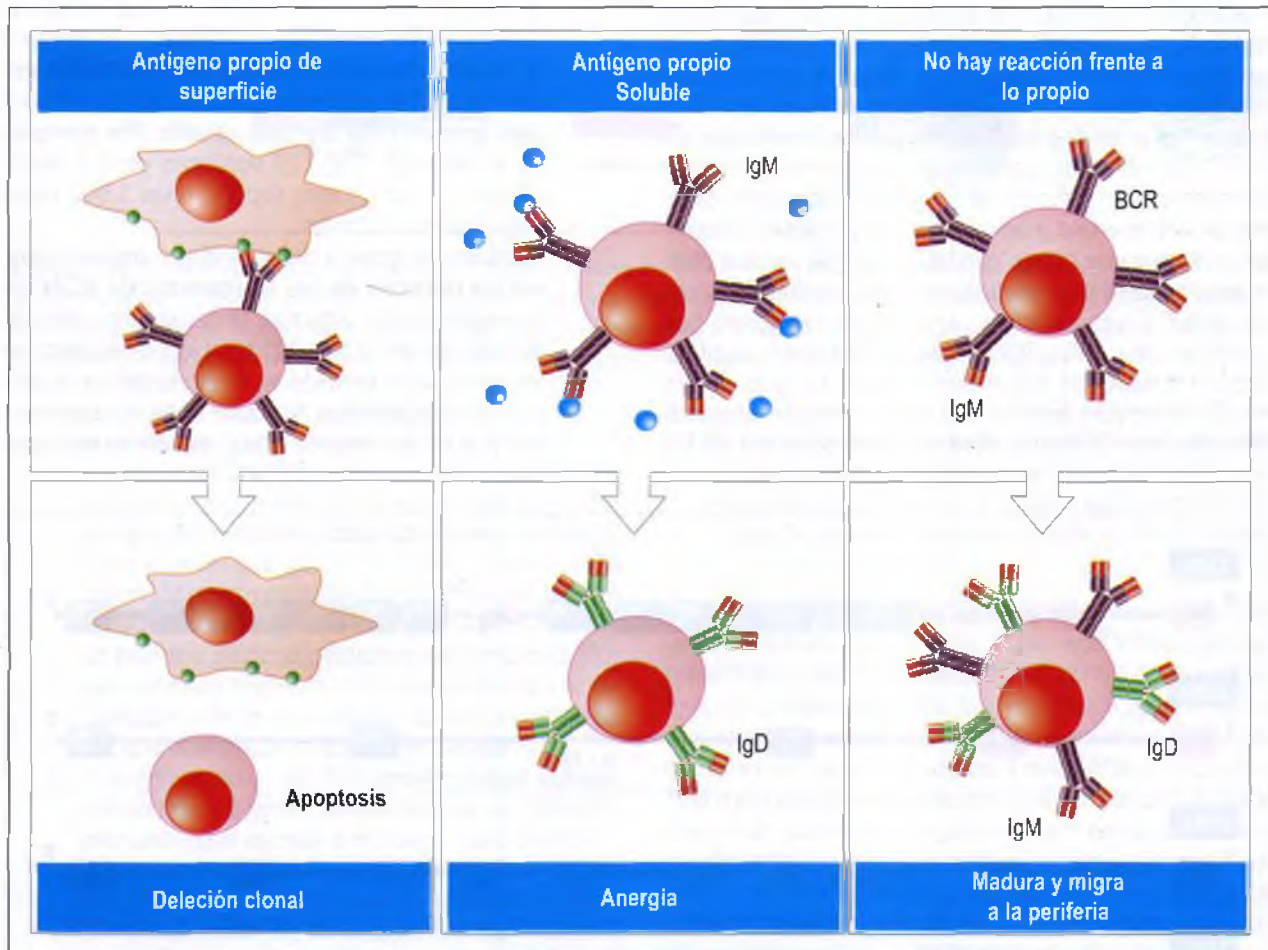 Antígeno propio de
superficie
Antígeno propio
Soluble
No hay reacción frente a
lo propio
IgM
BCR
IgM
Apoptosis
IgD
IgD
IgM
Deleción clonal
Anergia
Madura y migra
a la periferia